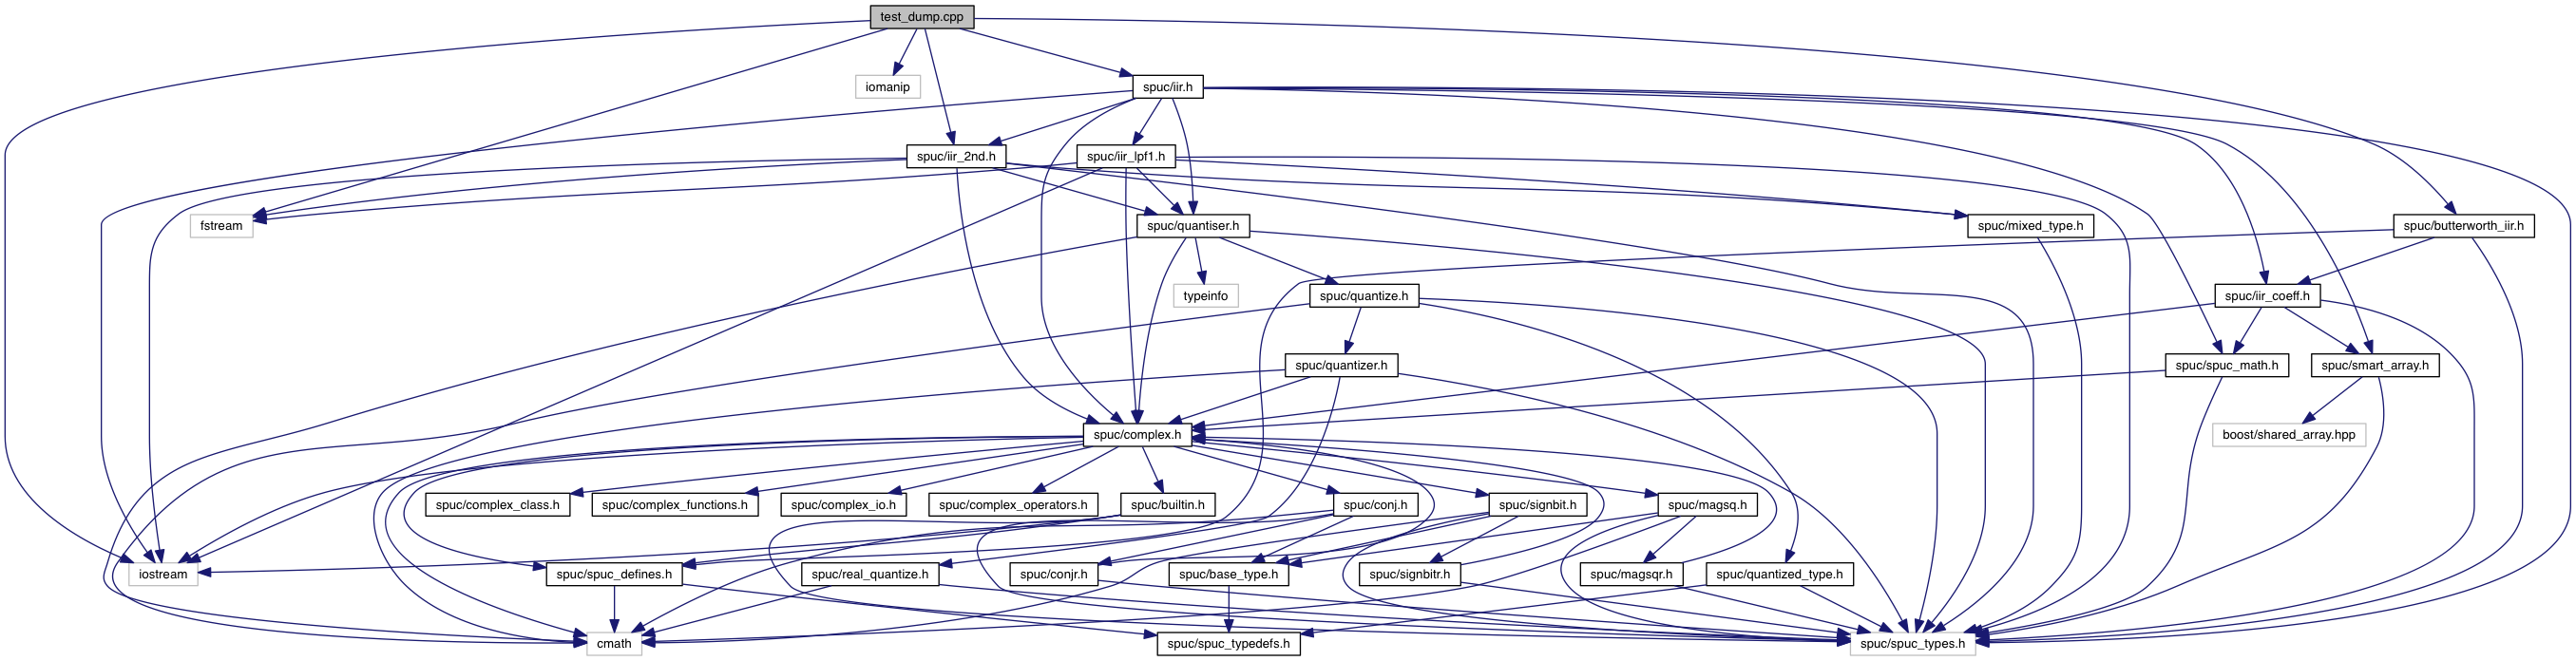 test_dump.cpp
iomanip
spuc/iir.h
spuc/iir_2nd.h
spuc/iir_lpf1.h
fstream
spuc/quantiser.h
spuc/mixed_type.h
spuc/butterworth_iir.h
typeinfo
spuc/quantize.h
spuc/iir_coeff.h
spuc/quantizer.h
spuc/spuc_math.h
spuc/smart_array.h
spuc/complex.h
boost/shared_array.hpp
spuc/complex_class.h
spuc/complex_functions.h
spuc/complex_io.h
spuc/complex_operators.h
spuc/builtin.h
spuc/conj.h
spuc/signbit.h
spuc/magsq.h
iostream
spuc/spuc_defines.h
spuc/real_quantize.h
spuc/conjr.h
spuc/base_type.h
spuc/signbitr.h
spuc/magsqr.h
spuc/quantized_type.h
cmath
spuc/spuc_typedefs.h
spuc/spuc_types.h